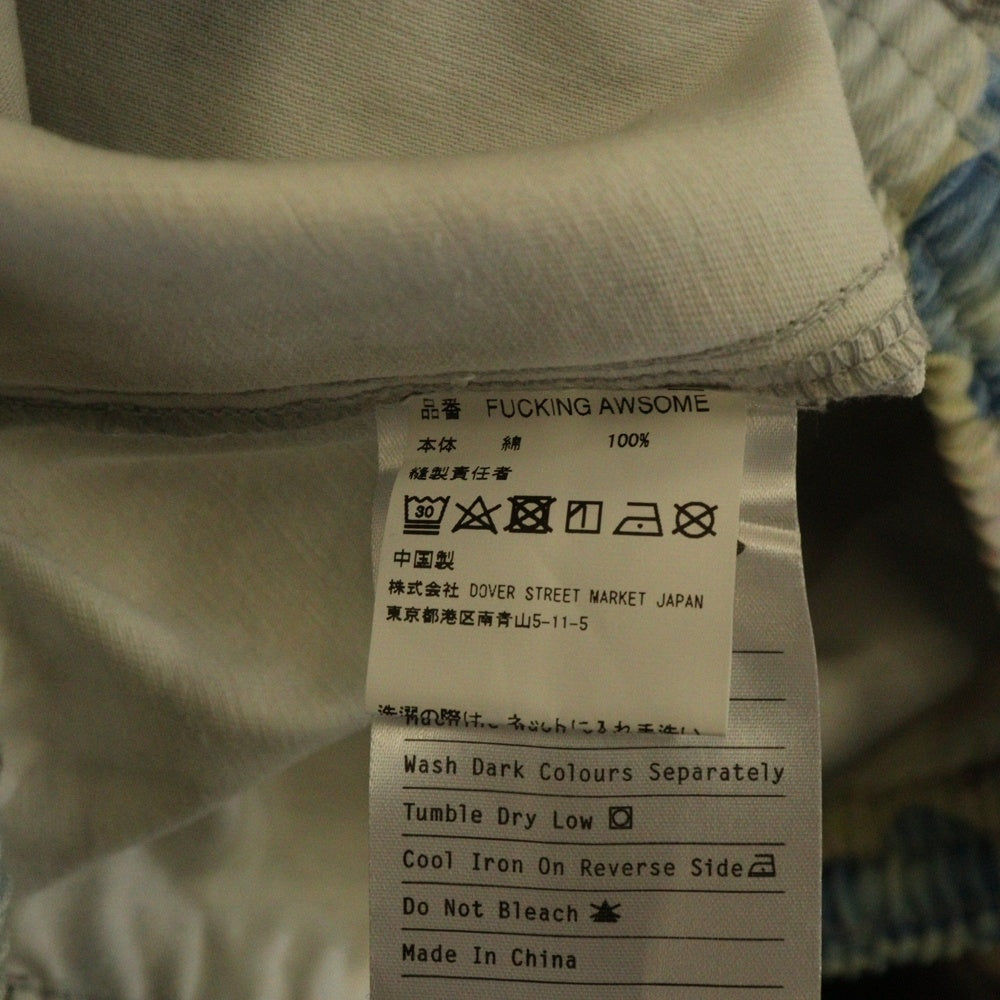 品番 FUCKING AWSOME
本体 綿 100%
縫製責任者
30
中国製
株式会社 DOVER STREET MARKET JAPAN
東京都港区南青山5-11-5
Wash Dark Colours Separately
Tumble Dry Low
Cool Iron On Reverse Side
Do Not Bleach
Made In China